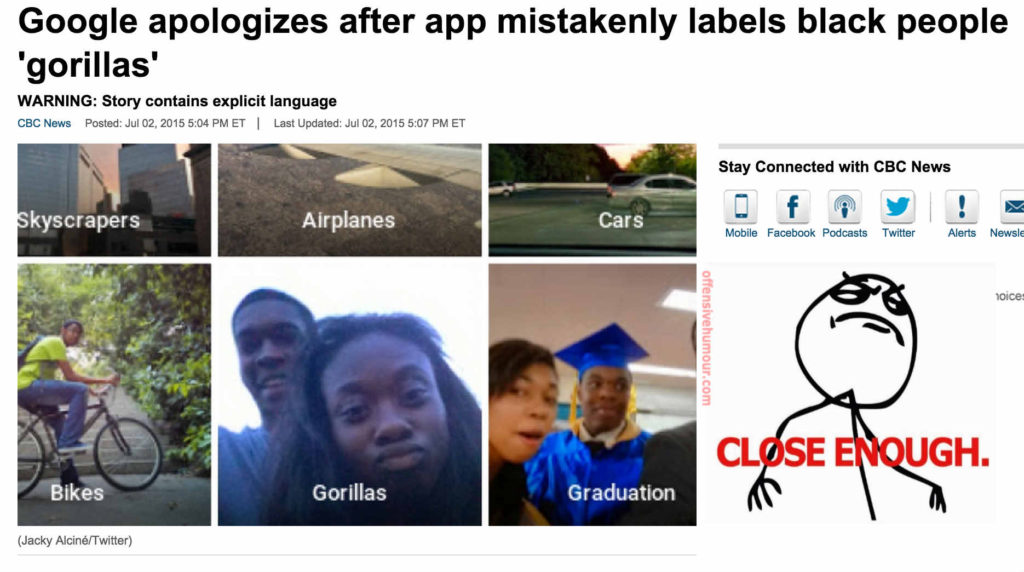 Google apologizes after app mistakenly labels black people
'gorillas'
WARNING: Story contains explicit language
CBC News Posted: Jul 02, 2015 5:04 PM ET | Last Updated: Jul 02, 2015 5:07 PM ET
Stay Connected with CBC News
Mobile Facebook Podcasts Twitter Alerts
Skyscrapers Airplanes Cars
offensivehumour.com
CLOSE ENOUGH.
Bikes Gorillas Graduation
(Jacky Alciné/Twitter)